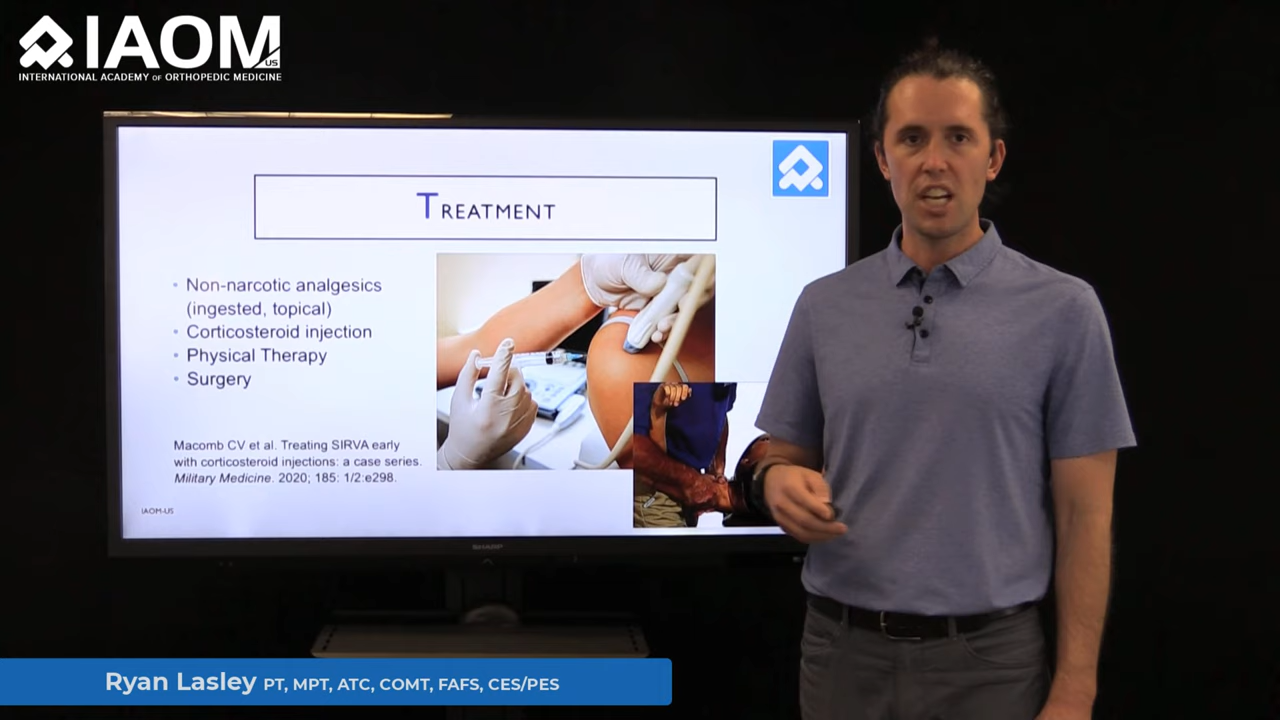 IAOM
.US
INTERNATIONAL ACADEMY OF ORTHOPEDIC MEDICINE
TREATMENT
• Non-narcotic analgesics
(ingested, topical)
• Corticosteroid injection
• Physical Therapy
• Surgery
Macomb CV et al. Treating SIRVA early
with corticosteroid injections: a case series.
Military Medicine. 2020; 185: 1/2:e298.
IAOM-US
SHARP
Ryan Lasley PT, MPT, ATC, COMT, FAFS, CES/PES